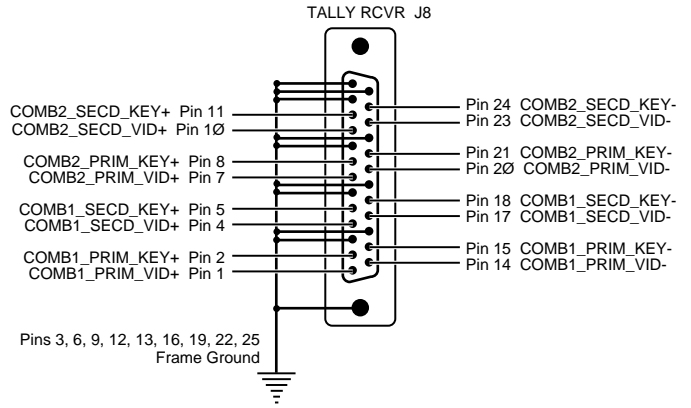 TALLY RCVR J8
COMB2_SECD_KEY+ Pin 11
COMB2_SECD_VID+ Pin 1Ø
COMB2_PRIM_KEY+ Pin 8
COMB2_PRIM_VID+ Pin 7
COMB1_SECD_KEY+ Pin 5
COMB1_SECD_VID+ Pin 4
COMB1_PRIM_KEY+ Pin 2
COMB1_PRIM_VID+ Pin 1
Pin 24 COMB2_SECD_KEY-
Pin 23 COMB2_SECD_VID-
Pin 21 COMB2_PRIM_KEY-
Pin 2Ø COMB2_PRIM_VID-
Pin 18 COMB1_SECD_KEY-
Pin 17 COMB1_SECD_VID-
Pin 15 COMB1_PRIM_KEY-
Pin 14 COMB1_PRIM_VID-
Pins 3, 6, 9, 12, 13, 16, 19, 22, 25
Frame Ground